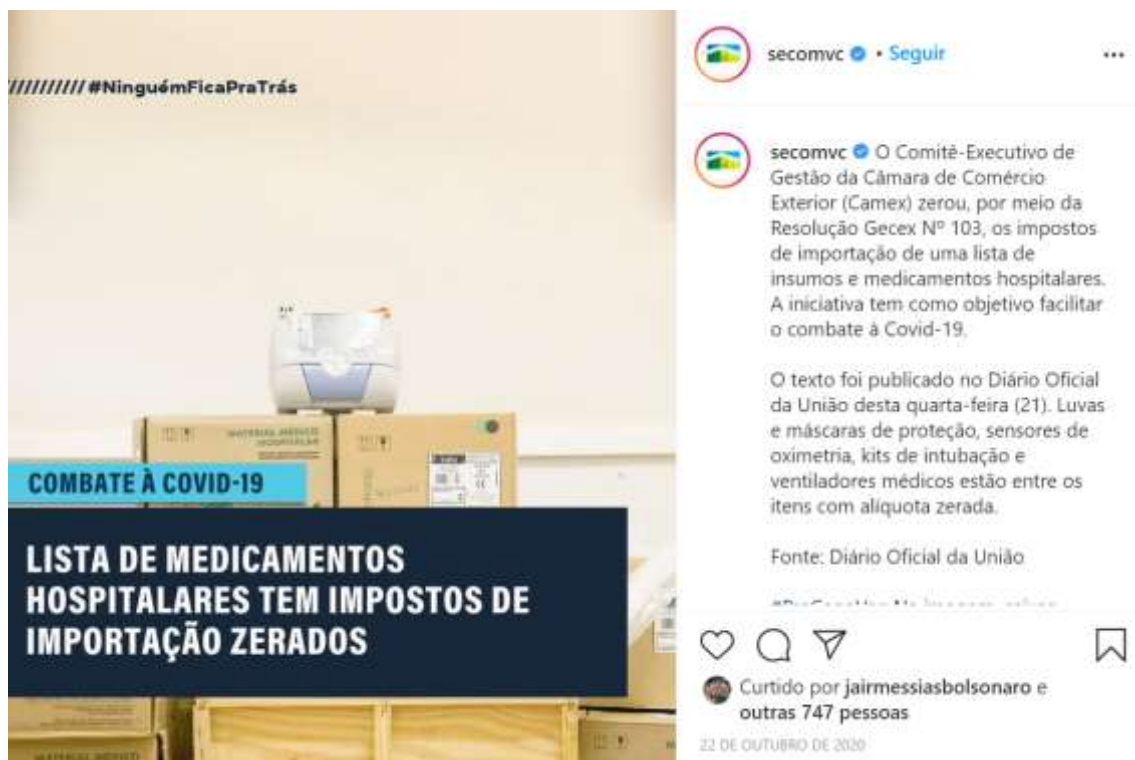 //////////#NinguémFicaPraTrás
MATERIAL MÉDICO
HOSPITALAR
COMBATE À COVID-19
LISTA DE MEDICAMENTOS
HOSPITALARES TEM IMPOSTOS DE
IMPORTAÇÃO ZERADOS
MATERIAL MÉDICO
secomvc • Seguir
secomvc O Comitê-Executivo de
Gestão da Câmara de Comércio
Exterior (Camex) zerou, por meio da
Resolução Gecex Nº 103, os impostos
de importação de uma lista de
insumos e medicamentos hospitalares.
A iniciativa tem como objetivo facilitar
o combate à Covid-19.
O texto foi publicado no Diário Oficial
da União desta quarta-feira (21). Luvas
e máscaras de proteção, sensores de
oximetria, kits de intubação e
ventiladores médicos estão entre os
itens com alíquota zerada.
Fonte: Diário Oficial da União
Curtido por jairmessiasbolsonaro e
outras 747 pessoas
22 DE OUTUBRO DE 2020